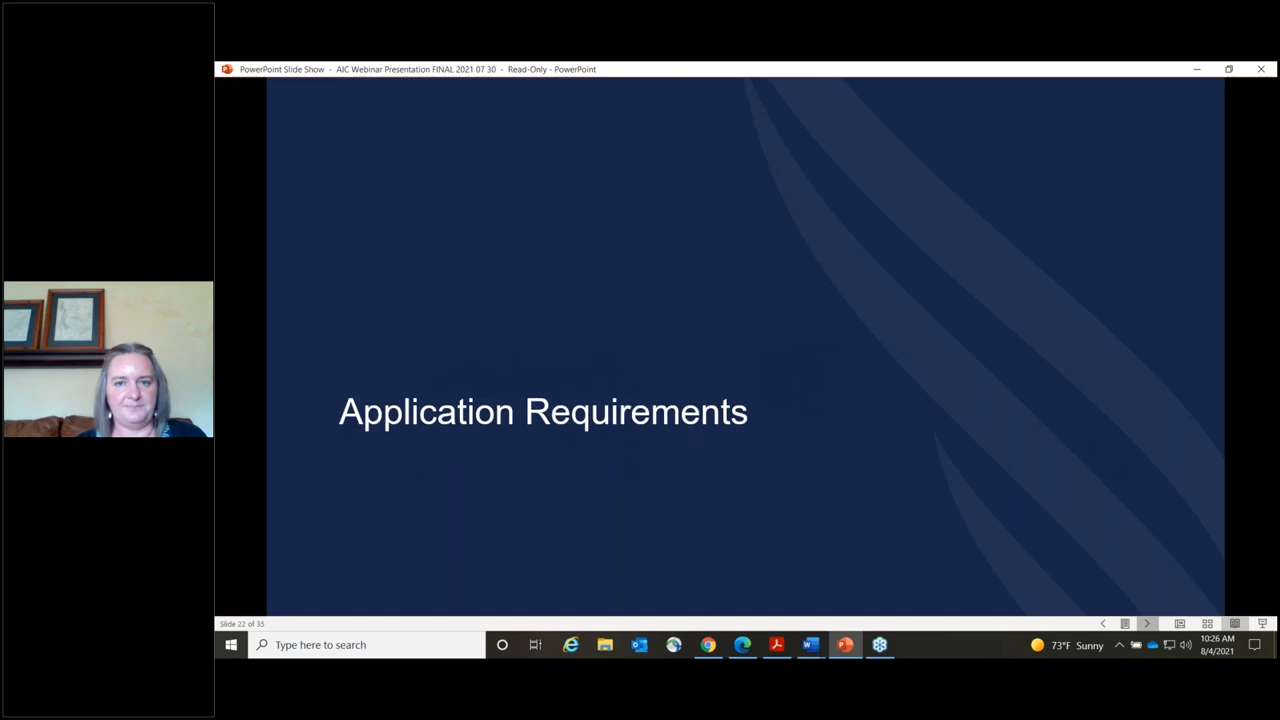 PowerPoint Slide Show - AIC Webinar Presentation FINAL 2021 07 30 - Read-Only - PowerPoint
Application Requirements
Slide 22 of 35
Type here to search
73°F Sunny
10:26 AM
8/4/2021